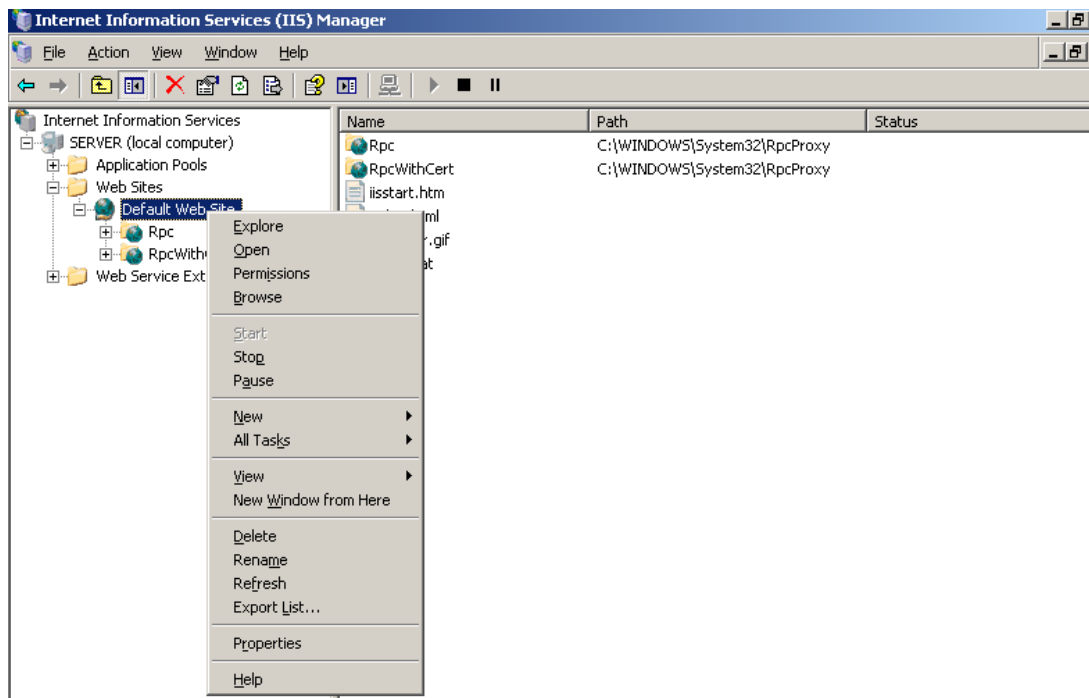 Internet Information Services (IIS) Manager
File Action View Window Help
Internet Information Services
SERVER (local computer)
Application Pools
Web Sites
Default Web Site
Rpc
RpcWith
Web Service Ext
Name Path Status
Rpc C:\WINDOWS\System32\RpcProxy
RpcWithCert C:\WINDOWS\System32\RpcProxy
iisstart.htm
ml
.gif
at
Explore
Open
Permissions
Browse
Start
Stop
Pause
New
All Tasks
View
New Window from Here
Delete
Rename
Refresh
Export List...
Properties
Help